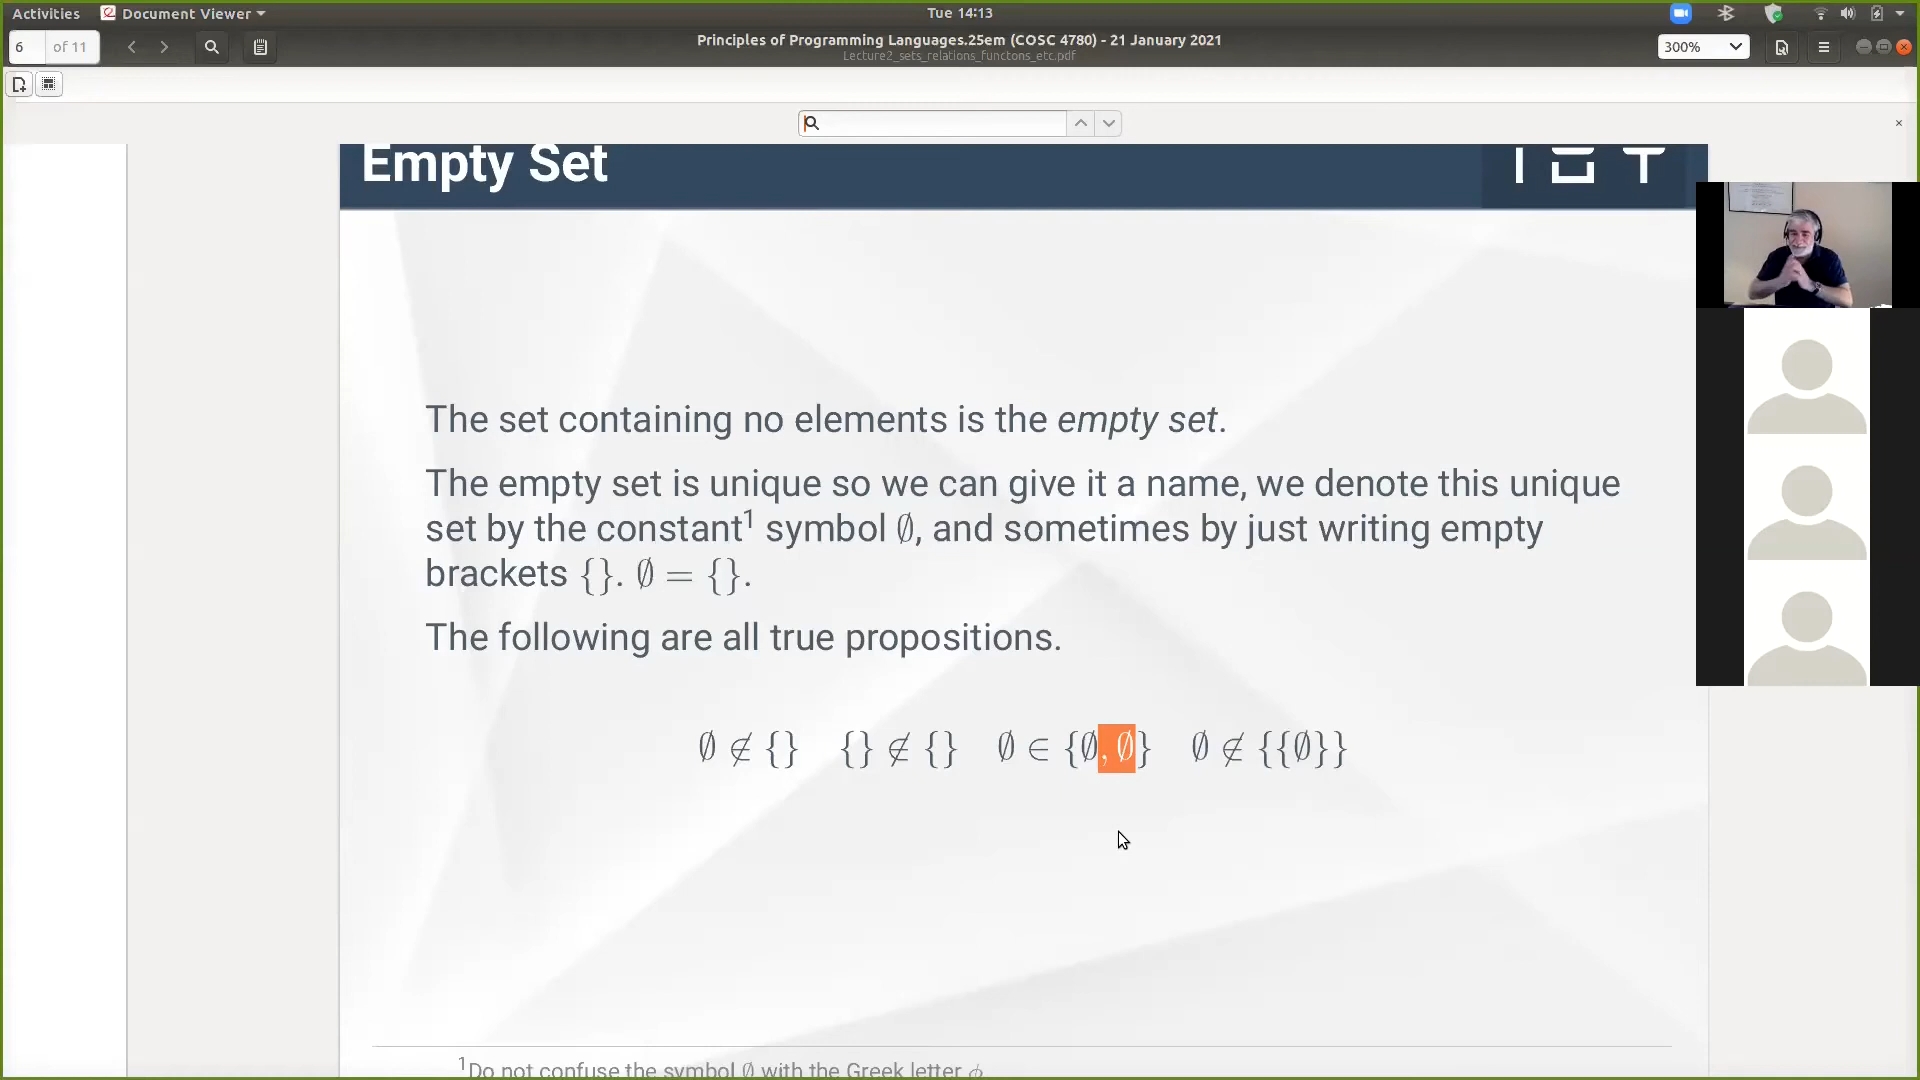 Activities Document Viewer Tue 14:13
6 of 11 Principles of Programming Languages.25em (COSC 4780) - 21 January 2021 300%
Lecture2_sets_relations_functons_etc.pdf
Empty Set
The set containing no elements is the empty set.
The empty set is unique so we can give it a name, we denote this unique
set by the constant¹ symbol ∅, and sometimes by just writing empty
brackets {}. ∅ = {}.
The following are all true propositions.
∅ ∉ {} {} ∉ {} ∅ ∈ {∅, ∅} ∅ ∉ {{∅}}
¹Do not confuse the symbol ∅ with the Greek letter ϕ